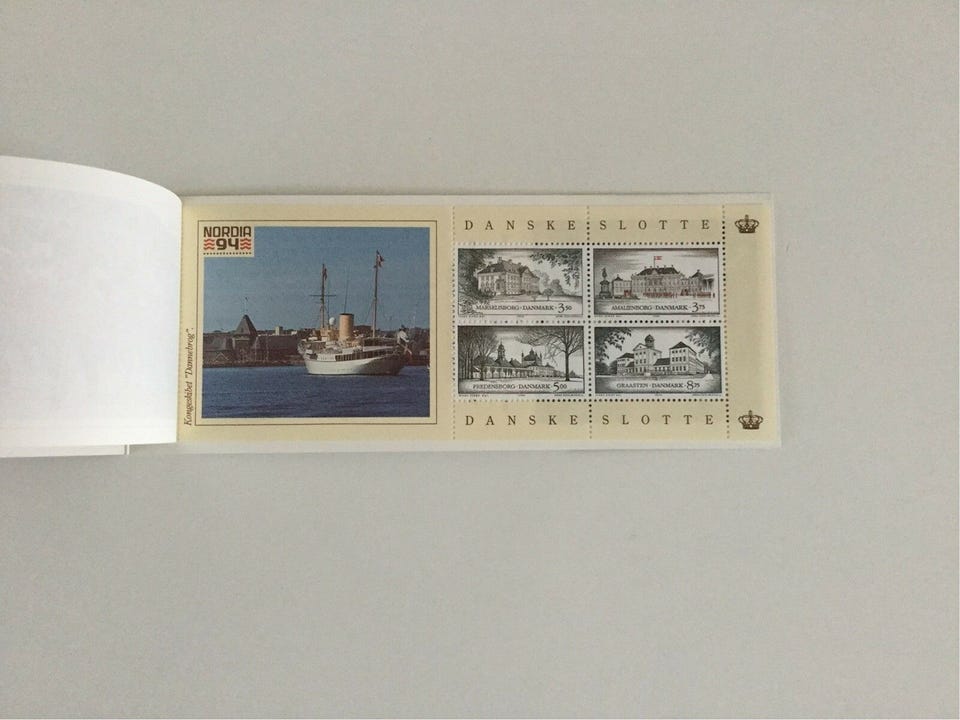 NORDIA
94
Kongeskibet "Dannebrog".
DANSKE SLOTTE
MARSELISBORG · DANMARK 3 50
AMALIENBORG · DANMARK 3 75
FREDENSBORG · DANMARK 5 00
GRAASTEN · DANMARK 8 75
DANSKE SLOTTE